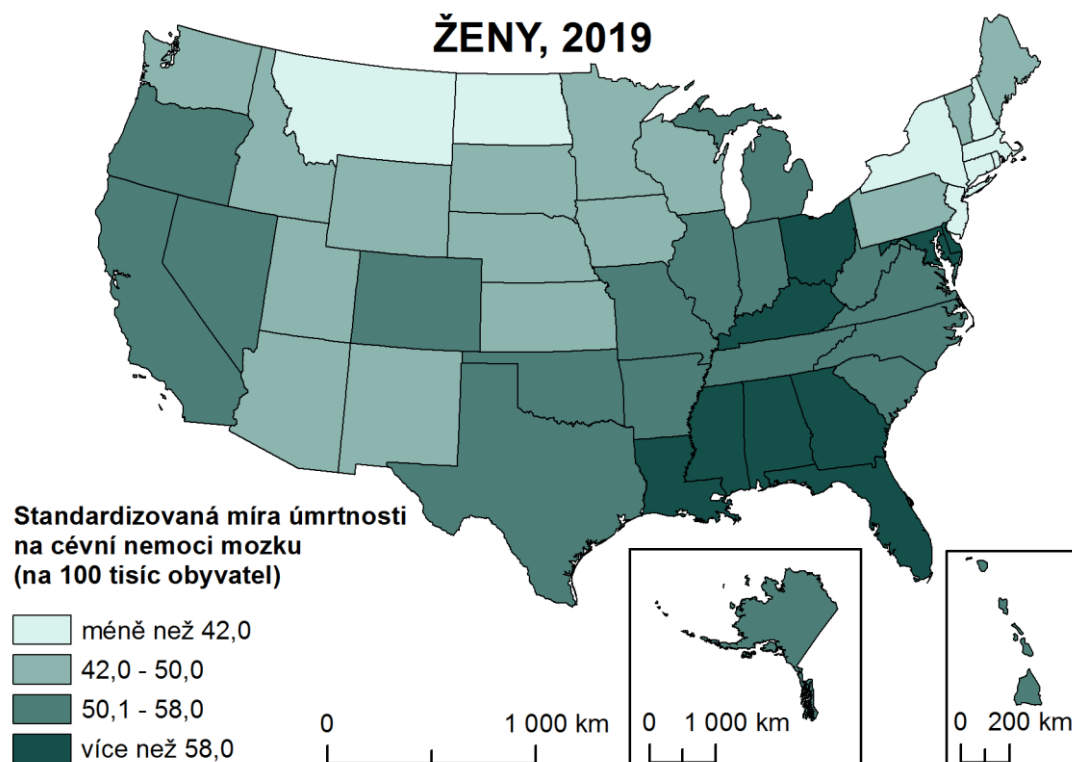 ŽENY, 2019
Standardizovaná míra úmrtnosti
na cévní nemoci mozku
(na 100 tisíc obyvatel)
méně než 42,0
42,0 - 50,0
50,1 - 58,0
více než 58,0
0 1 000 km
0 1 000 km
0 200 km